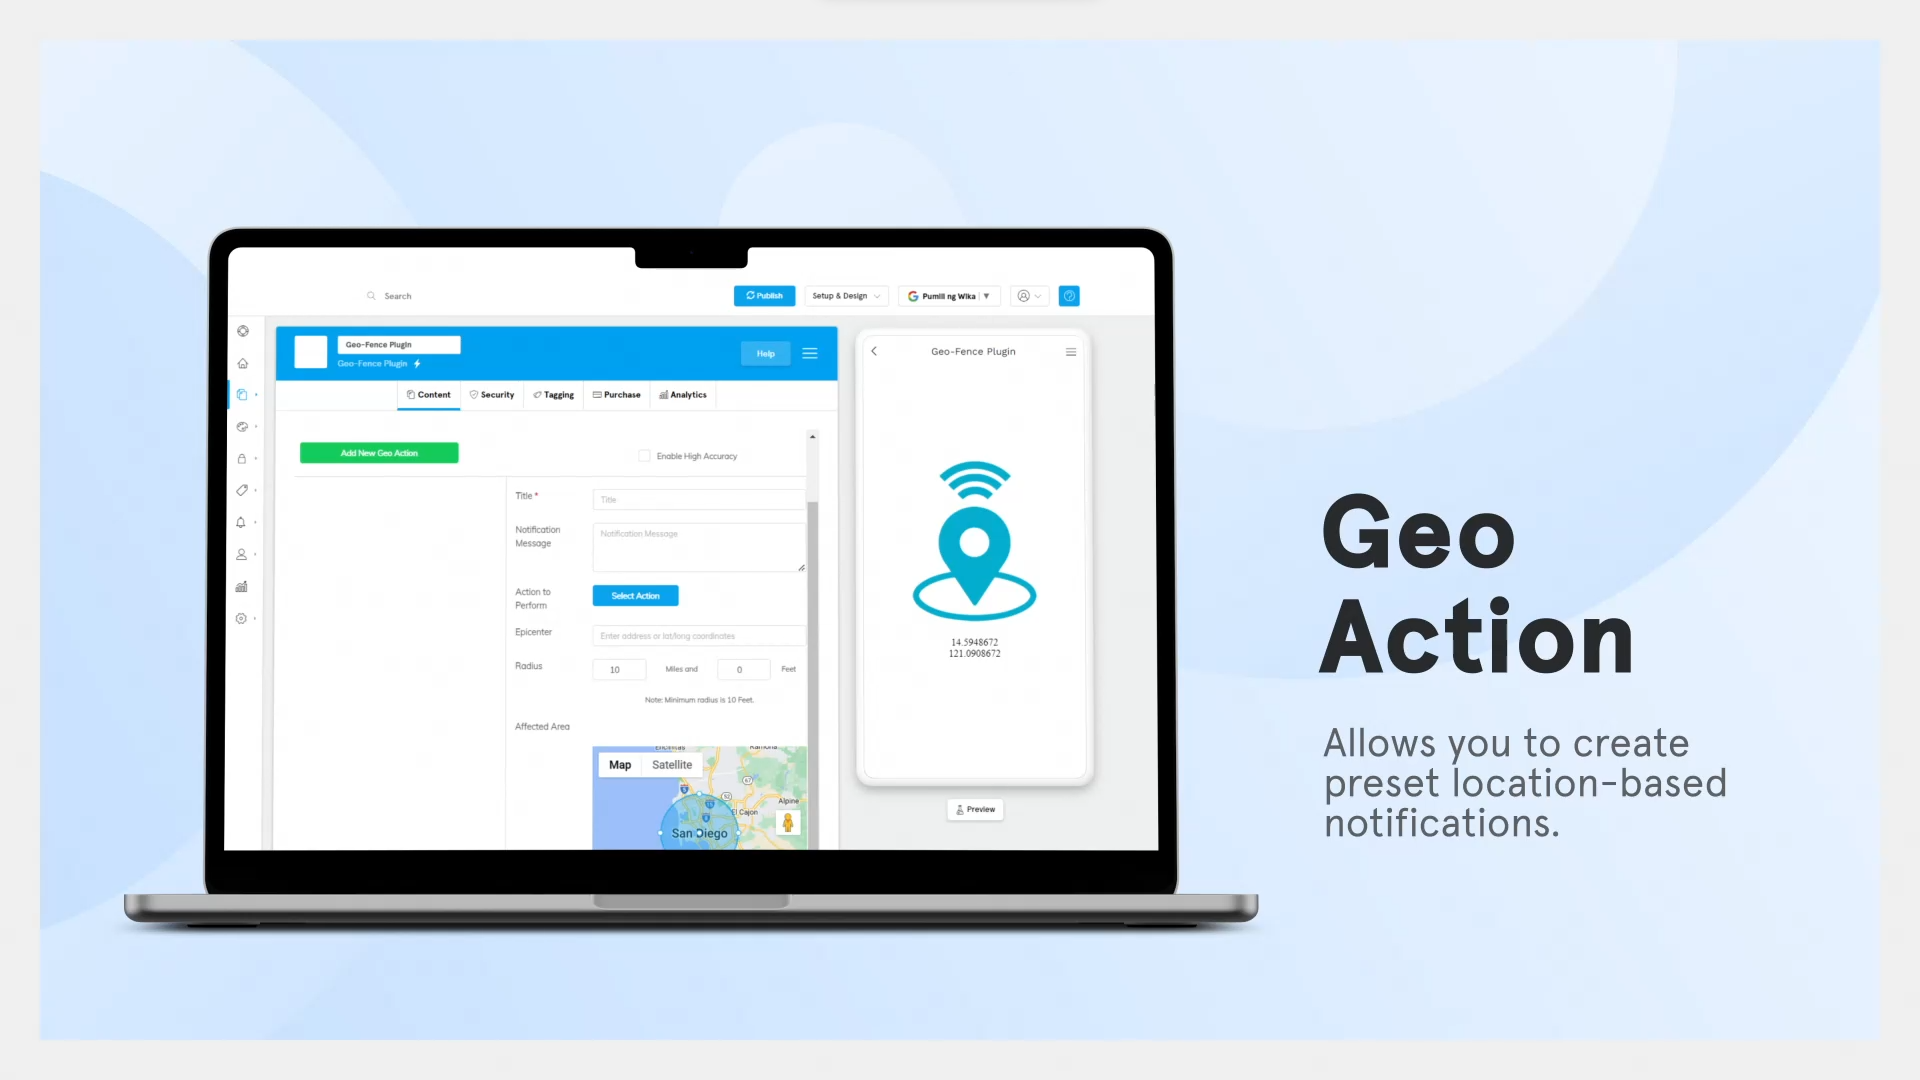 Search
Publish
Setup & Design
Pumili ng Wika
▼
Geo-Fence Plugin
Geo-Fence Plugin
Help
Content
Security
Tagging
Purchase
Analytics
Add New Geo Action
Enable High Accuracy
Title *
Title
Notification
Message
Notification Message
Action to
Perform
Select Action
Epicenter
Enter address or lat/long coordinates
Radius
10
Miles and
0
Feet
Note: Minimum radius is 10 Feet.
Affected Area
Encinitas
Ramona
Map
Satellite
67
52
Alpine
El Cajon
San Diego
Geo-Fence Plugin
14.5948672
121.0908672
Preview
Geo
Action
Allows you to create
preset location-based
notifications.